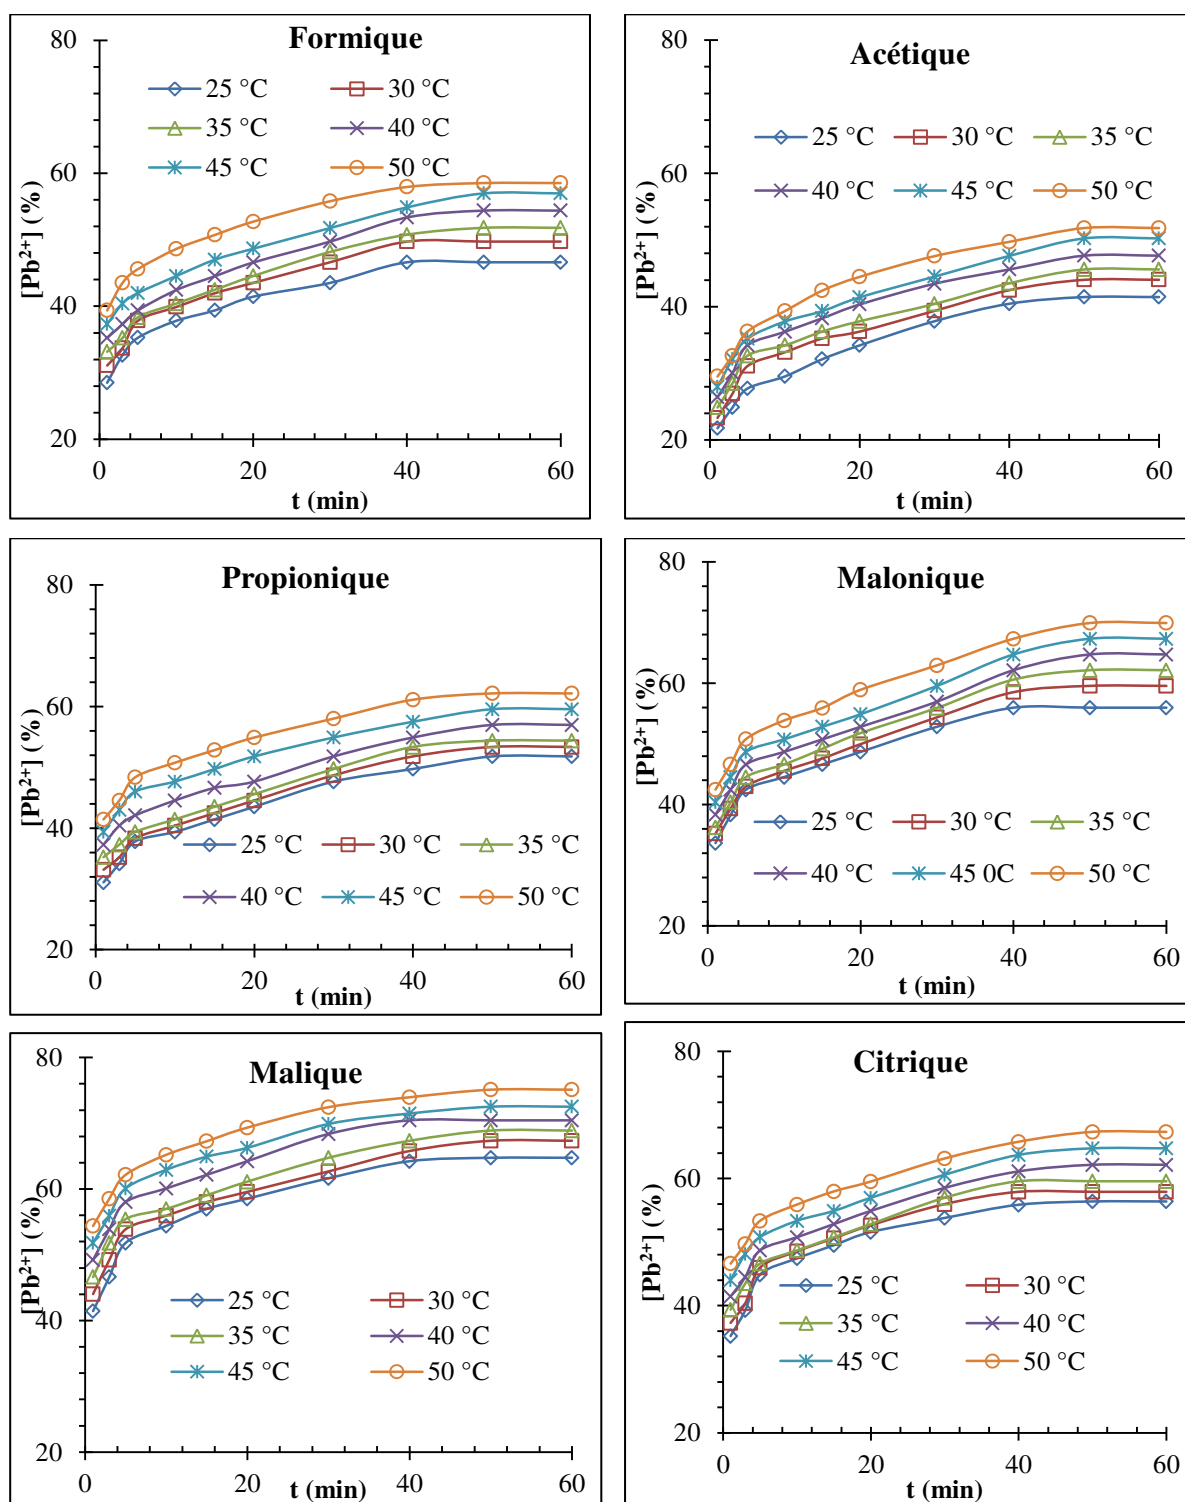 Formique
80
60
40
20
0 20 40 60
[Pb²⁺] (%)
t (min)
25 °C 30 °C
35 °C 40 °C
45 °C 50 °C
Acétique
80
60
40
20
0 20 40 60
[Pb²⁺] (%)
t (min)
25 °C 30 °C 35 °C
40 °C 45 °C 50 °C
Propionique
80
60
40
20
0 20 40 60
[Pb²⁺] (%)
t (min)
25 °C 30 °C 35 °C
40 °C 45 °C 50 °C
Malonique
80
60
40
20
0 20 40 60
[Pb²⁺] (%)
t (min)
25 °C 30 °C 35 °C
40 °C 45 0C 50 °C
Malique
80
60
40
20
0 20 40 60
[Pb²⁺] (%)
t (min)
25 °C 30 °C
35 °C 40 °C
45 °C 50 °C
Citrique
80
60
40
20
0 20 40 60
[Pb²⁺] (%)
t (min)
25 °C 30 °C
35 °C 40 °C
45 °C 50 °C